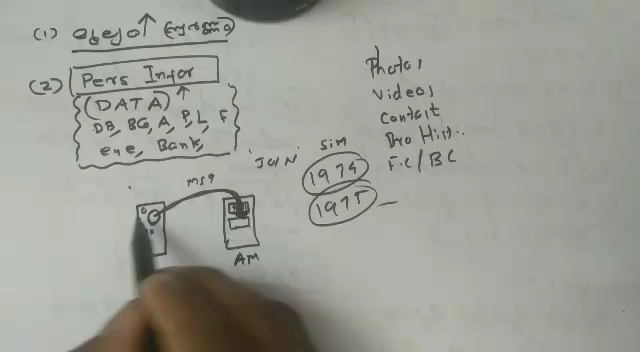 (1)
(2) Pers Infor
(DATA)
DB, BG, A, P, L, F
eye, Bank,
Photos
Videos
Contact
Bro Hist..
F.C/BC
'JOIN'
sim
1974
1975
msg
AM